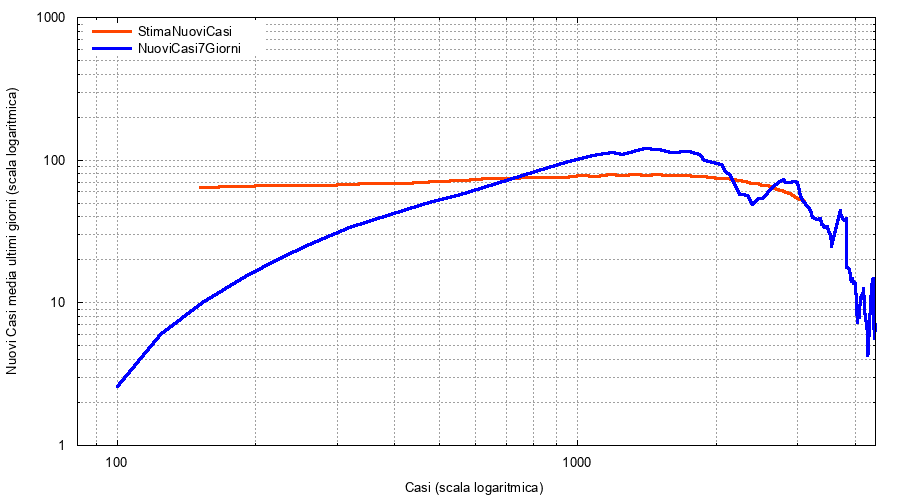 1000
100
10
1
StimaNuoviCasi
NuoviCasi7Giorni
Nuovi Casi media ultimi giorni (scala logaritmica)
100 1000
Casi (scala logaritmica)